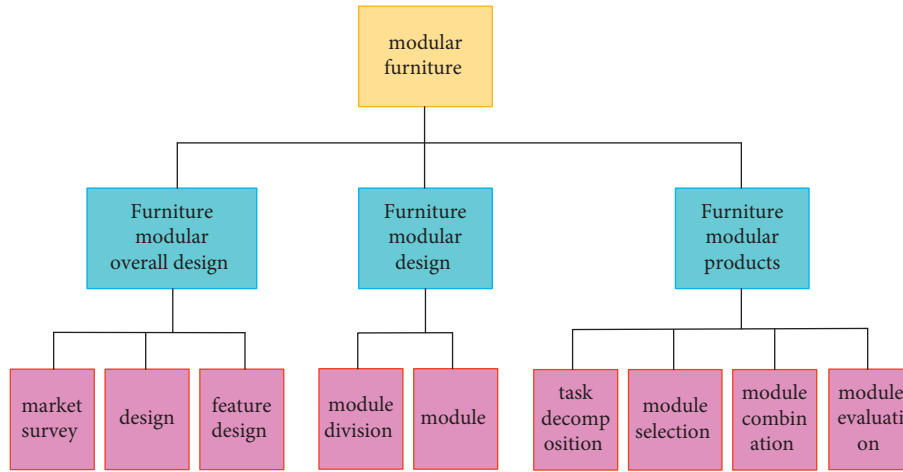 modular
furniture
Furniture
modular
overall design
Furniture
modular
design
Furniture
modular
products
market
survey
design
feature
design
module
division
module
task
decomp
osition
module
selection
module
combin
ation
module
evaluati
on